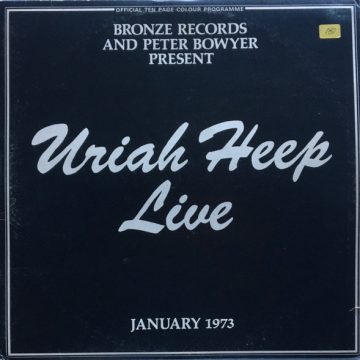 OFFICIAL TEN PAGE COLOUR PROGRAMME
BRONZE RECORDS
AND PETER BOWYER
PRESENT
Uriah Heep
Live
JANUARY 1973